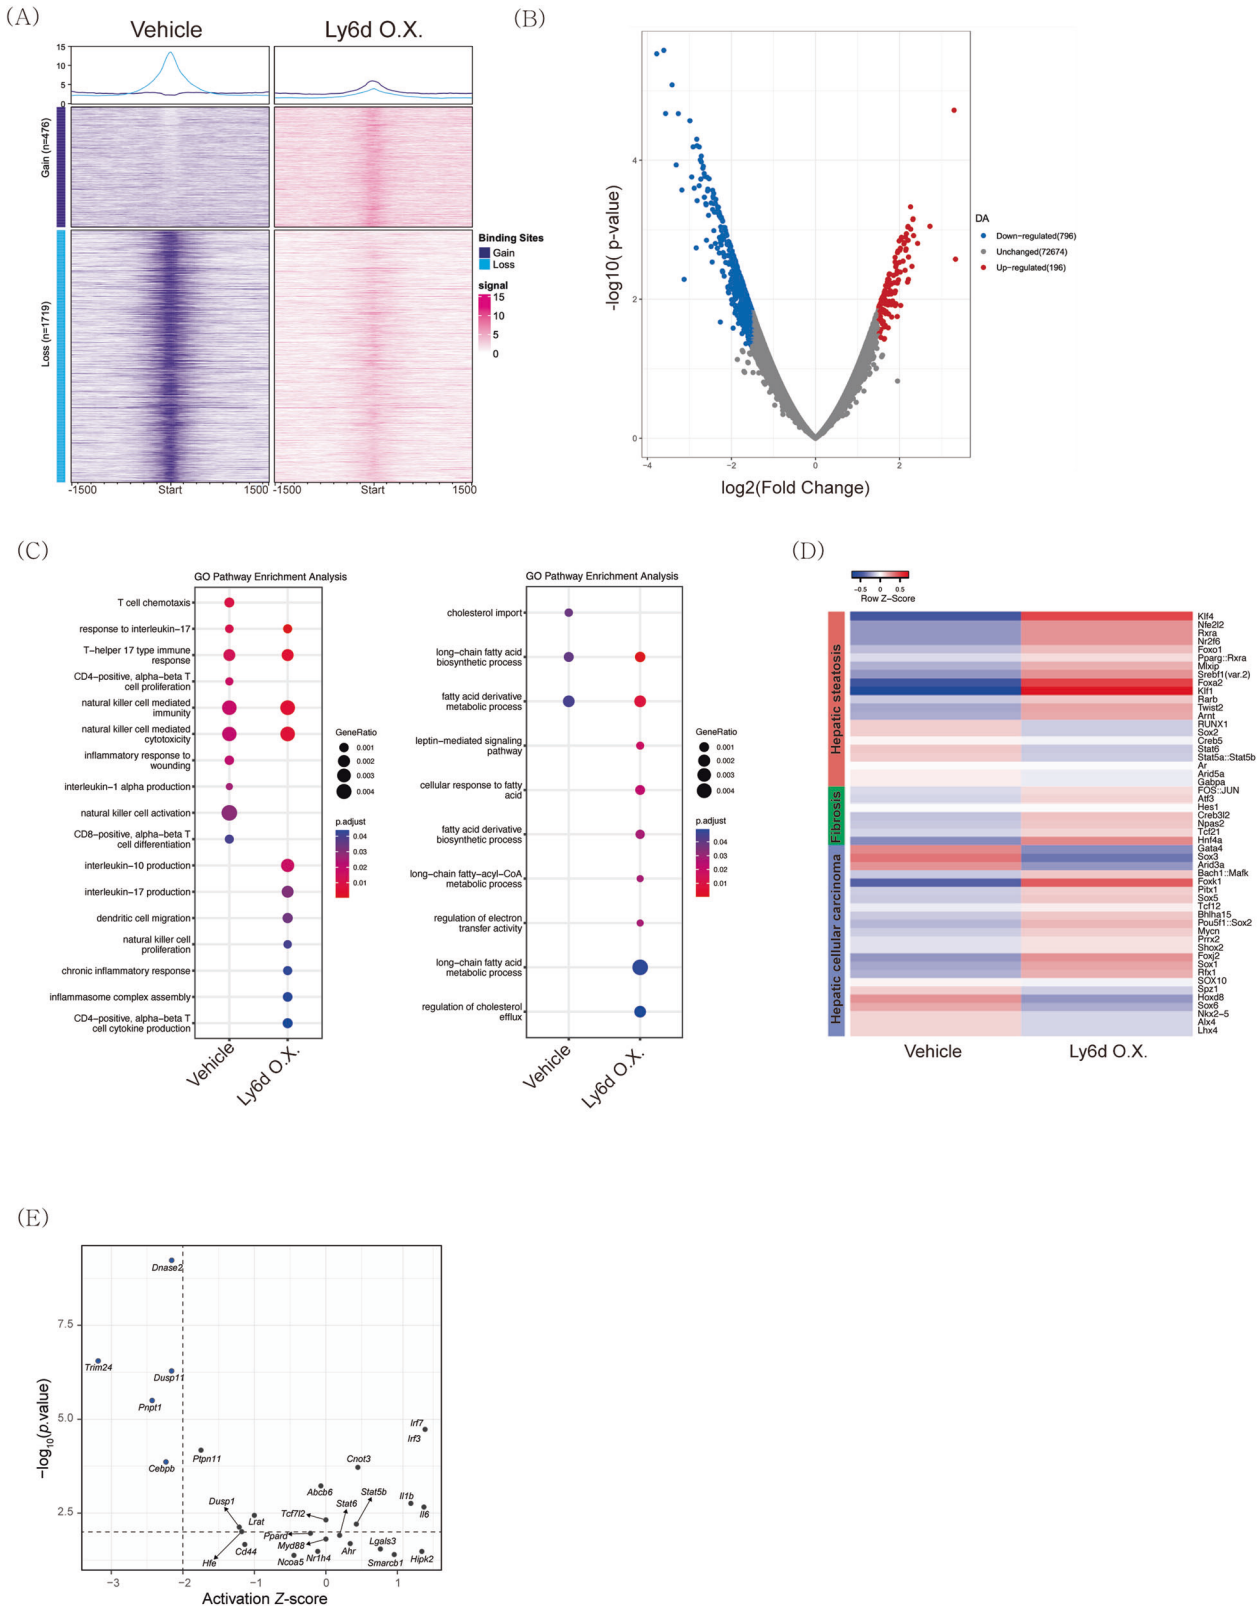 (A)
Vehicle
Ly6d O.X.
15
10
5
0
Gain (n=476)
Loss (n=1719)
-1500
Start
1500
-1500
Start
1500
Binding Sites
Gain
Loss
signal
15
10
5
0
(B)
-log10( p-value)
4
2
0
-4
-2
0
2
log2(Fold Change)
DA
Down-regulated(796)
Unchanged(72674)
Up-regulated(196)
(C)
GO Pathway Enrichment Analysis
T cell chemotaxis
response to interleukin-17
T-helper 17 type immune
response
CD4-positive, alpha-beta T
cell proliferation
natural killer cell mediated
immunity
natural killer cell mediated
cytotoxicity
inflammatory response to
wounding
interleukin-1 alpha production
natural killer cell activation
CD8-positive, alpha-beta T
cell differentiation
interleukin-10 production
interleukin-17 production
dendritic cell migration
natural killer cell
proliferation
chronic inflammatory response
inflammasome complex assembly
CD4-positive, alpha-beta T
cell cytokine production
Vehicle
Ly6d O.X.
GeneRatio
0.001
0.002
0.003
0.004
p.adjust
0.04
0.03
0.02
0.01
GO Pathway Enrichment Analysis
cholesterol import
long-chain fatty acid
biosynthetic process
fatty acid derivative
metabolic process
leptin-mediated signaling
pathway
cellular response to fatty
acid
fatty acid derivative
biosynthetic process
long-chain fatty-acyl-CoA
metabolic process
regulation of electron
transfer activity
long-chain fatty acid
metabolic process
regulation of cholesterol
efflux
Vehicle
Ly6d O.X.
GeneRatio
0.001
0.002
0.003
0.004
p.adjust
0.04
0.03
0.02
0.01
(D)
-0.5
0
0.5
Row Z-Score
Hepatic steatosis
Fibrosis
Hepatic cellular carcinoma
Klf4
Nfe2l2
Rxra
Nr2f6
Foxo1
Pparg::Rxra
Mlxip
Srebf1(var.2)
Foxa2
Klf1
Rarb
Twist2
Arnt
RUNX1
Sox2
Creb5
Stat6
Stat5a::Stat5b
Ar
Arid5a
Gabpa
FOS::JUN
Atf3
Hes1
Creb3l2
Npas2
Tcf21
Hnf4a
Gata4
Sox3
Arid3a
Bach1::Mafk
Foxk1
Pitx1
Sox5
Tcf12
Bhlha15
Pou5f1::Sox2
Mycn
Prrx2
Shox2
Foxj2
Sox1
Rfx1
SOX10
Spz1
Hoxd8
Sox6
Nkx2-5
Alx4
Lhx4
Vehicle
Ly6d O.X.
(E)
-log10(p.value)
7.5
5.0
2.5
Dnase2
Trim24
Dusp11
Pnpt1
Cebpb
Ptpn11
Irf7
Irf3
Cnot3
Abcb6
Stat5b
Il1b
Il6
Dusp1
Lrat
Tcf7l2
Stat6
Ppard
Myd88
Hfe
Cd44
Ncoa5
Nr1h4
Ahr
Lgals3
Smarcb1
Hipk2
-3
-2
-1
0
1
Activation Z-score